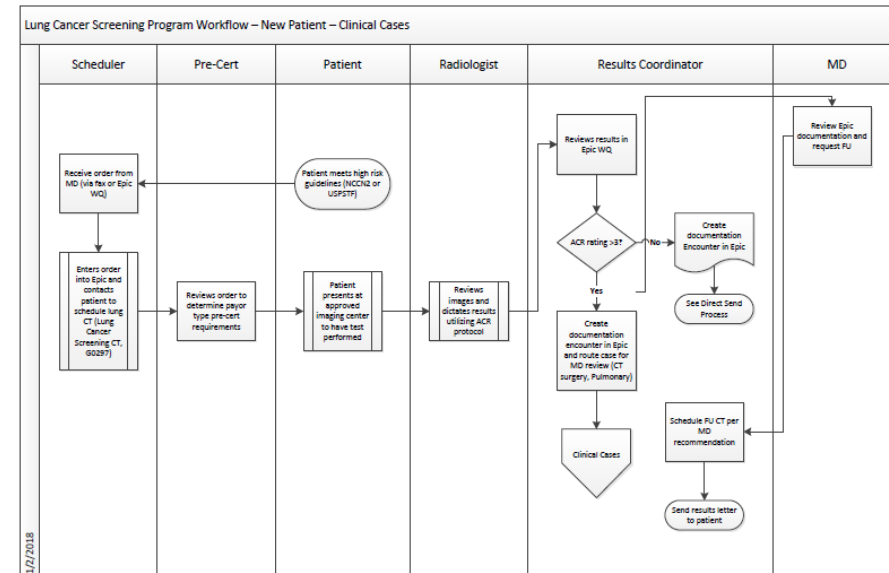 Lung Cancer Screening Program Workflow – New Patient – Clinical Cases
Scheduler
Pre-Cert
Patient
Radiologist
Results Coordinator
MD
Receive order from
MD (via fax or Epic
WQ)
Patient meets high risk
guidelines (NCCN2 or
USPSTF)
Reviews results in
Epic WQ
Review Epic
documentation and
request FU
ACR rating >3?
No
Create
documentation
Encounter in Epic
Enters order
into Epic and
contacts
patient to
schedule lung
CT (Lung
Cancer
Screening CT,
G0297)
Reviews order to
determine payor
type pre-cert
requirements
Patient
presents at
approved
imaging center
to have test
performed
Reviews
images and
dictates results
utilizing ACR
protocol
Yes
See Direct Send
Process
Create
documentation
encounter in Epic
and route case for
MD review (CT
surgery, Pulmonary)
Schedule FU CT per
MD
recommendation
Clinical Cases
Send results letter
to patient
1/2/2018